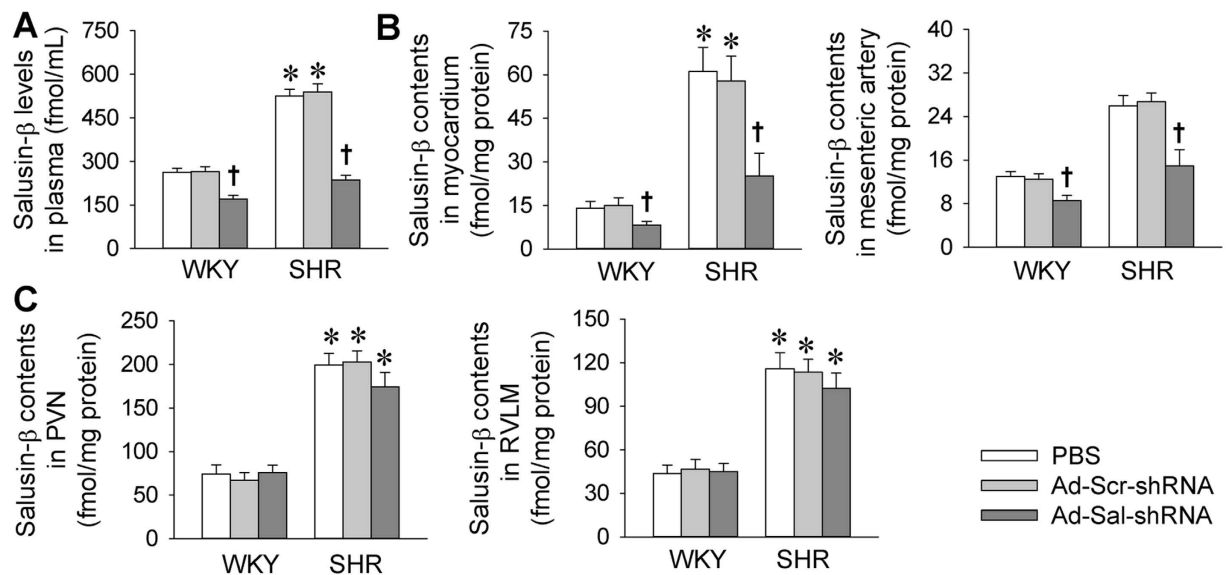 A
Salusin-β levels
in plasma (fmol/mL)
750
600
450
300
150
0
* *
†
†
WKY SHR
B
Salusin-β contents
in myocardium
(fmol/mg protein)
75
60
45
30
15
0
* *
†
†
WKY SHR
Salusin-β contents
in mesenteric artery
(fmol/mg protein)
40
32
24
16
8
0
†
†
WKY SHR
C
Salusin-β contents
in PVN
(fmol/mg protein)
250
200
150
100
50
0
* * *
WKY SHR
Salusin-β contents
in RVLM
(fmol/mg protein)
150
120
90
60
30
0
* * *
WKY SHR
PBS
Ad-Scr-shRNA
Ad-Sal-shRNA